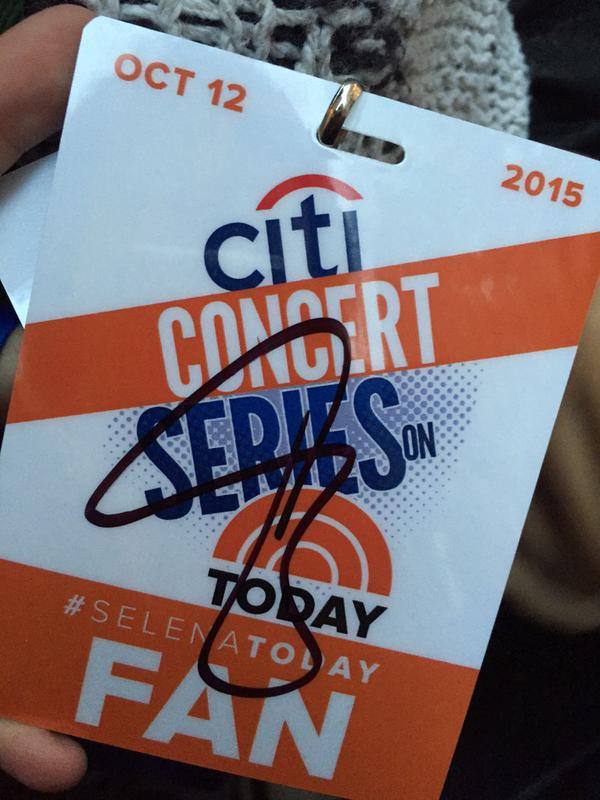 OCT 12
2015
citi
CONCERT
SERIES ON
TODAY
#SELENATODAY
FAN